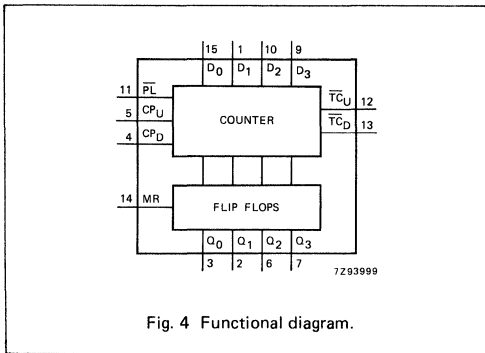 15 1 10 9
D0 D1 D2 D3
11 PL
5 CPU
4 CPD
COUNTER
TCU 12
TCD 13
14 MR
FLIP FLOPS
Q0 Q1 Q2 Q3
3 2 6 7
7Z93999
Fig. 4 Functional diagram.